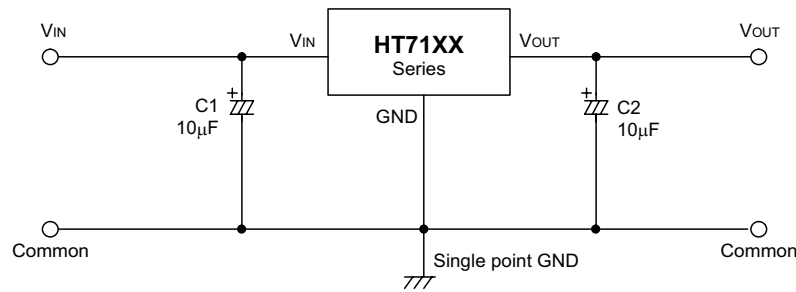 VIN
VIN
HT71XX
Series
VOUT
VOUT
+
C1
10μF
GND
+
C2
10μF
Common
Common
Single point GND